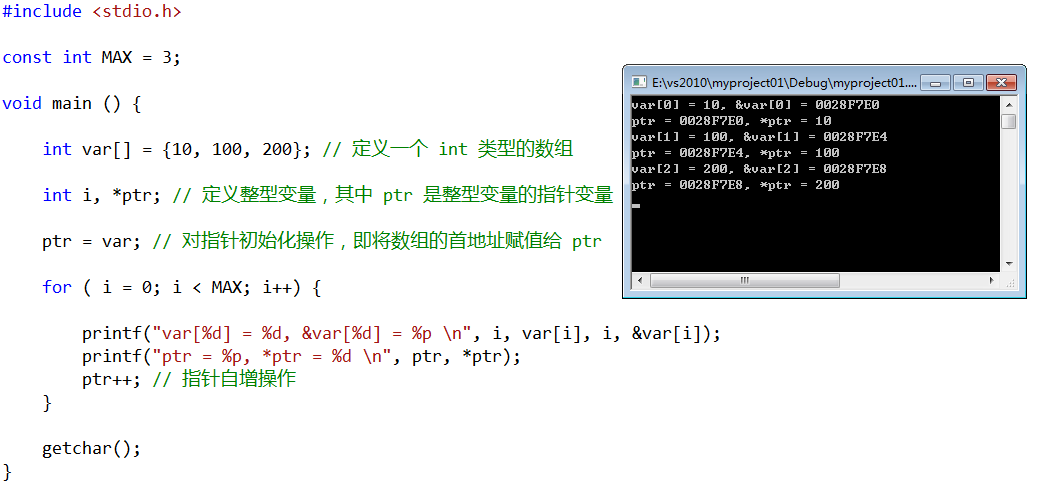 #include <stdio.h>
const int MAX = 3;
void main () {
int var[] = {10, 100, 200}; // 定义一个 int 类型的数组
int i, *ptr; // 定义整型变量，其中 ptr 是整型变量的指针变量
ptr = var; // 对指针初始化操作，即将数组的首地址赋值给 ptr
for ( i = 0; i < MAX; i++) {
printf("var[%d] = %d, &var[%d] = %p \n", i, var[i], i, &var[i]);
printf("ptr = %p, *ptr = %d \n", ptr, *ptr);
ptr++; // 指针自增操作
}
getchar();
}
E:\vs2010\myproject01\Debug\myproject01....
var[0] = 10, &var[0] = 0028F7E0
ptr = 0028F7E0, *ptr = 10
var[1] = 100, &var[1] = 0028F7E4
ptr = 0028F7E4, *ptr = 100
var[2] = 200, &var[2] = 0028F7E8
ptr = 0028F7E8, *ptr = 200